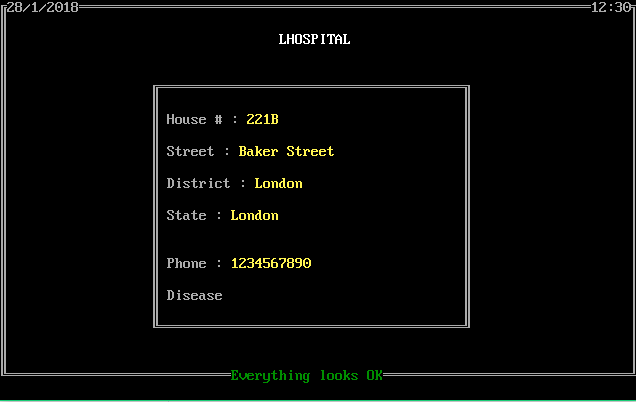 28/1/2018 12:30
LHOSPITAL
House # : 221B
Street : Baker Street
District : London
State : London
Phone : 1234567890
Disease
Everything looks OK